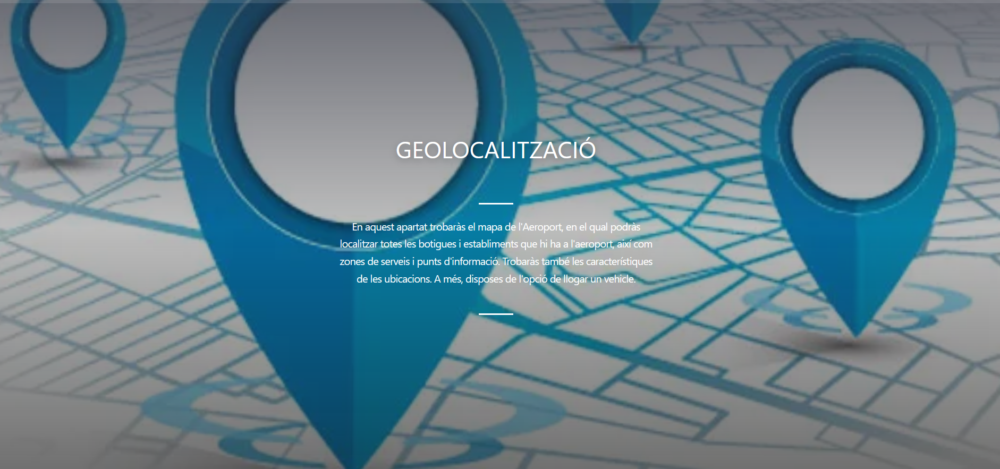 GEOLOCALITZACIÓ
En aquest apartat trobaràs el mapa de l'Aeroport, en el qual podràs
localitzar totes les botigues i establiments que hi ha a l'aeroport, així com
zones de serveis i punts d'informació. Trobaràs també les característiques
de les ubicacions. A més, disposes de l'opció de llogar un vehicle.